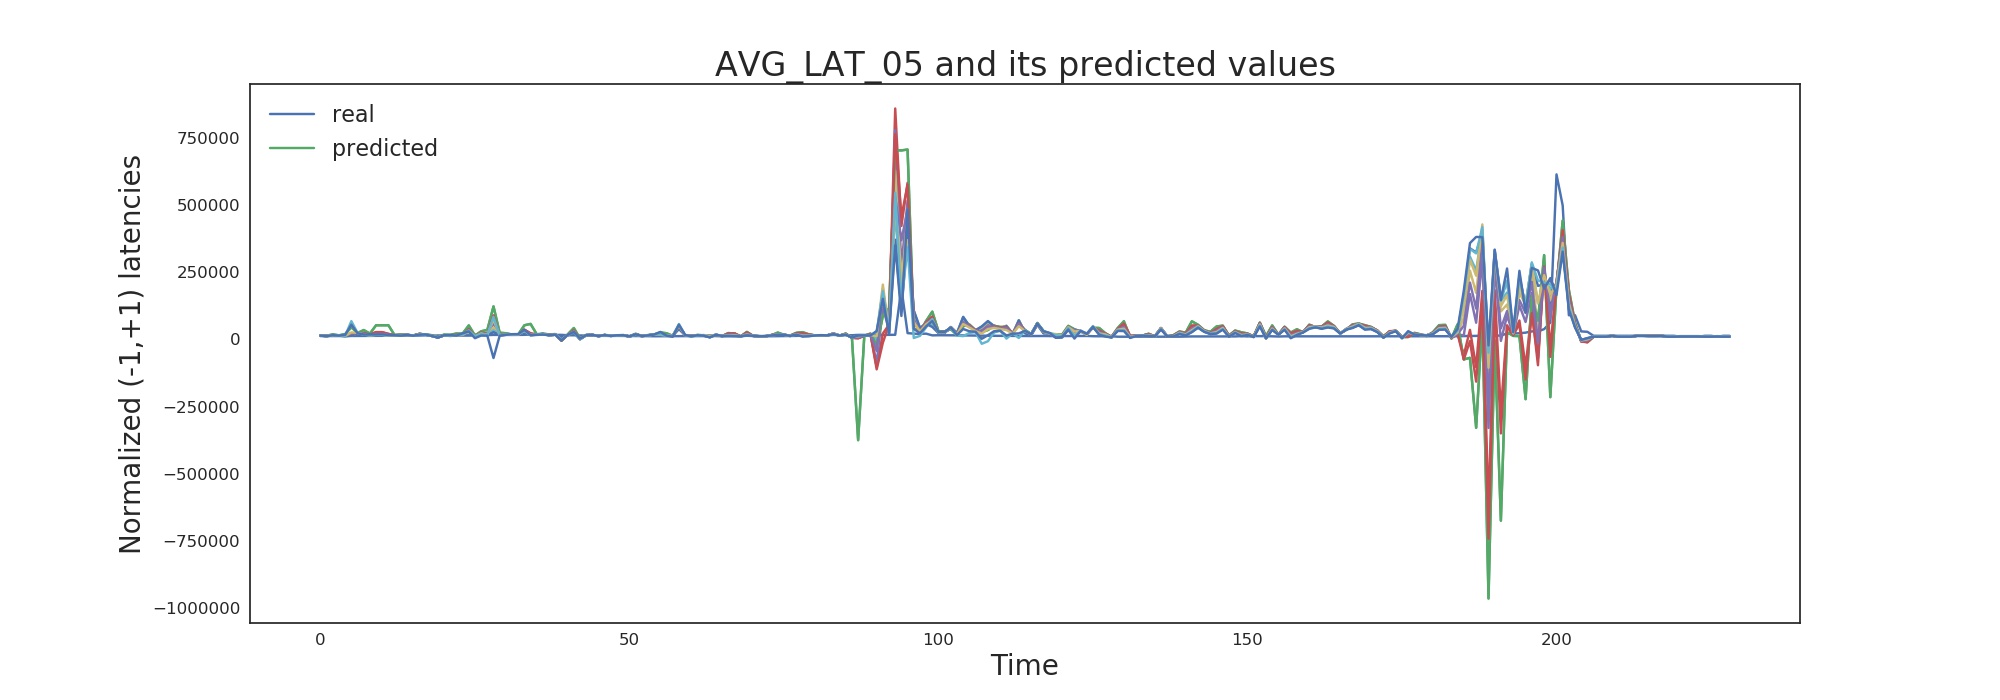 AVG_LAT_05 and its predicted values
real
predicted
Normalized (-1,+1) latencies
750000
500000
250000
0
−250000
−500000
−750000
−1000000
0 50 100 150 200
Time